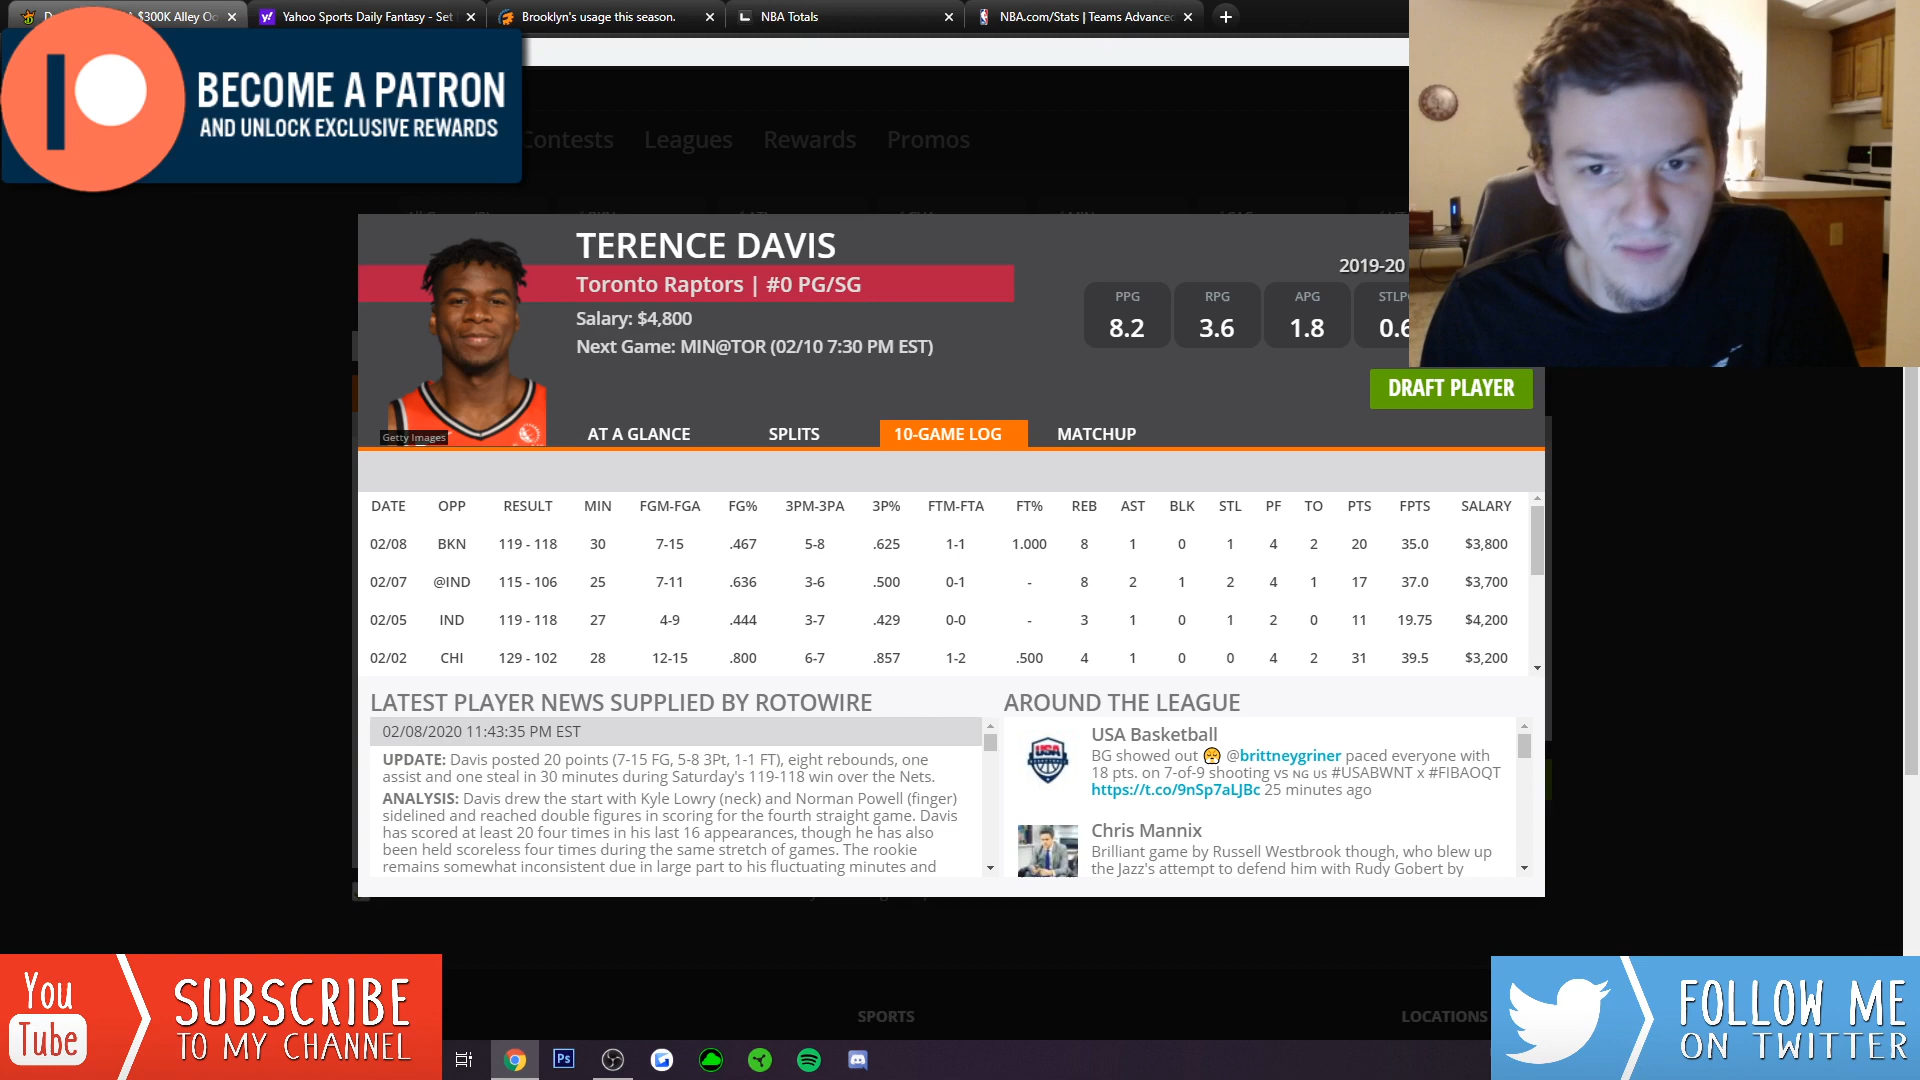 $300K Alley Oo
Yahoo Sports Daily Fantasy - Set
Brooklyn's usage this season.
NBA Totals
NBA.com/Stats | Teams Advanced
BECOME A PATRON
AND UNLOCK EXCLUSIVE REWARDS
Contests Leagues Rewards Promos
TERENCE DAVIS
Toronto Raptors | #0 PG/SG
Salary: $4,800
Next Game: MIN@TOR (02/10 7:30 PM EST)
2019-20
PPG RPG APG STLP
8.2 3.6 1.8 0.6
DRAFT PLAYER
Getty Images
AT A GLANCE SPLITS 10-GAME LOG MATCHUP
DATE OPP RESULT MIN FGM-FGA FG% 3PM-3PA 3P% FTM-FTA FT% REB AST BLK STL PF TO PTS FPTS SALARY
02/08 BKN 119 - 118 30 7-15 .467 5-8 .625 1-1 1.000 8 1 0 1 4 2 20 35.0 $3,800
02/07 @IND 115 - 106 25 7-11 .636 3-6 .500 0-1 - 8 2 1 2 4 1 17 37.0 $3,700
02/05 IND 119 - 118 27 4-9 .444 3-7 .429 0-0 - 3 1 0 1 2 0 11 19.75 $4,200
02/02 CHI 129 - 102 28 12-15 .800 6-7 .857 1-2 .500 4 1 0 0 4 2 31 39.5 $3,200
LATEST PLAYER NEWS SUPPLIED BY ROTOWIRE
02/08/2020 11:43:35 PM EST
UPDATE: Davis posted 20 points (7-15 FG, 5-8 3Pt, 1-1 FT), eight rebounds, one
assist and one steal in 30 minutes during Saturday's 119-118 win over the Nets.
ANALYSIS: Davis drew the start with Kyle Lowry (neck) and Norman Powell (finger)
sidelined and reached double figures in scoring for the fourth straight game. Davis
has scored at least 20 four times in his last 16 appearances, though he has also
been held scoreless four times during the same stretch of games. The rookie
remains somewhat inconsistent due in large part to his fluctuating minutes and
AROUND THE LEAGUE
USA Basketball
BG showed out 😤 @brittneygriner paced everyone with
18 pts. on 7-of-9 shooting vs NG US #USABWNT x #FIBAOQT
https://t.co/9nSp7aLJBc 25 minutes ago
Chris Mannix
Brilliant game by Russell Westbrook though, who blew up
the Jazz's attempt to defend him with Rudy Gobert by
SPORTS
LOCATIONS
You
Tube
SUBSCRIBE
TO MY CHANNEL
Ps
FOLLOW ME
ON TWITTER